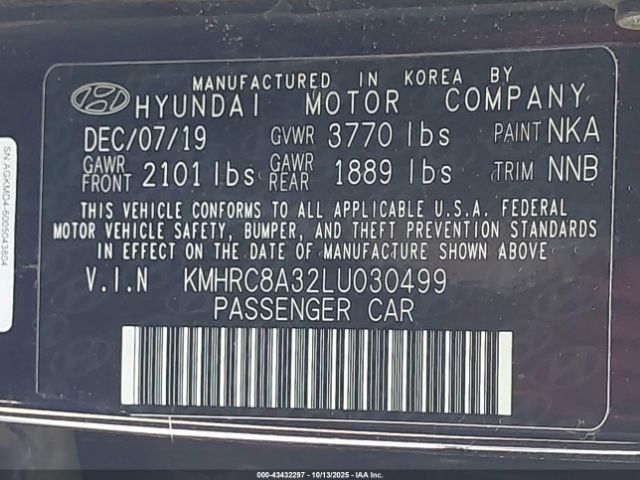 MANUFACTURED IN KOREA BY
HYUNDAI MOTOR COMPANY
DEC/07/19 GVWR 3770 lbs PAINT NKA
GAWR FRONT 2101 lbs GAWR REAR 1889 lbs TRIM NNB
THIS VEHICLE CONFORMS TO ALL APPLICABLE U.S.A. FEDERAL
MOTOR VEHICLE SAFETY, BUMPER, AND THEFT PREVENTION STANDARDS
IN EFFECT ON THE DATE OF MANUFACTURE SHOWN ABOVE
V.I.N KMHRC8A32LU030499
PASSENGER CAR
SN AGKMD4-6005043804
000-43432297 - 10/13/2025 - IAA Inc.